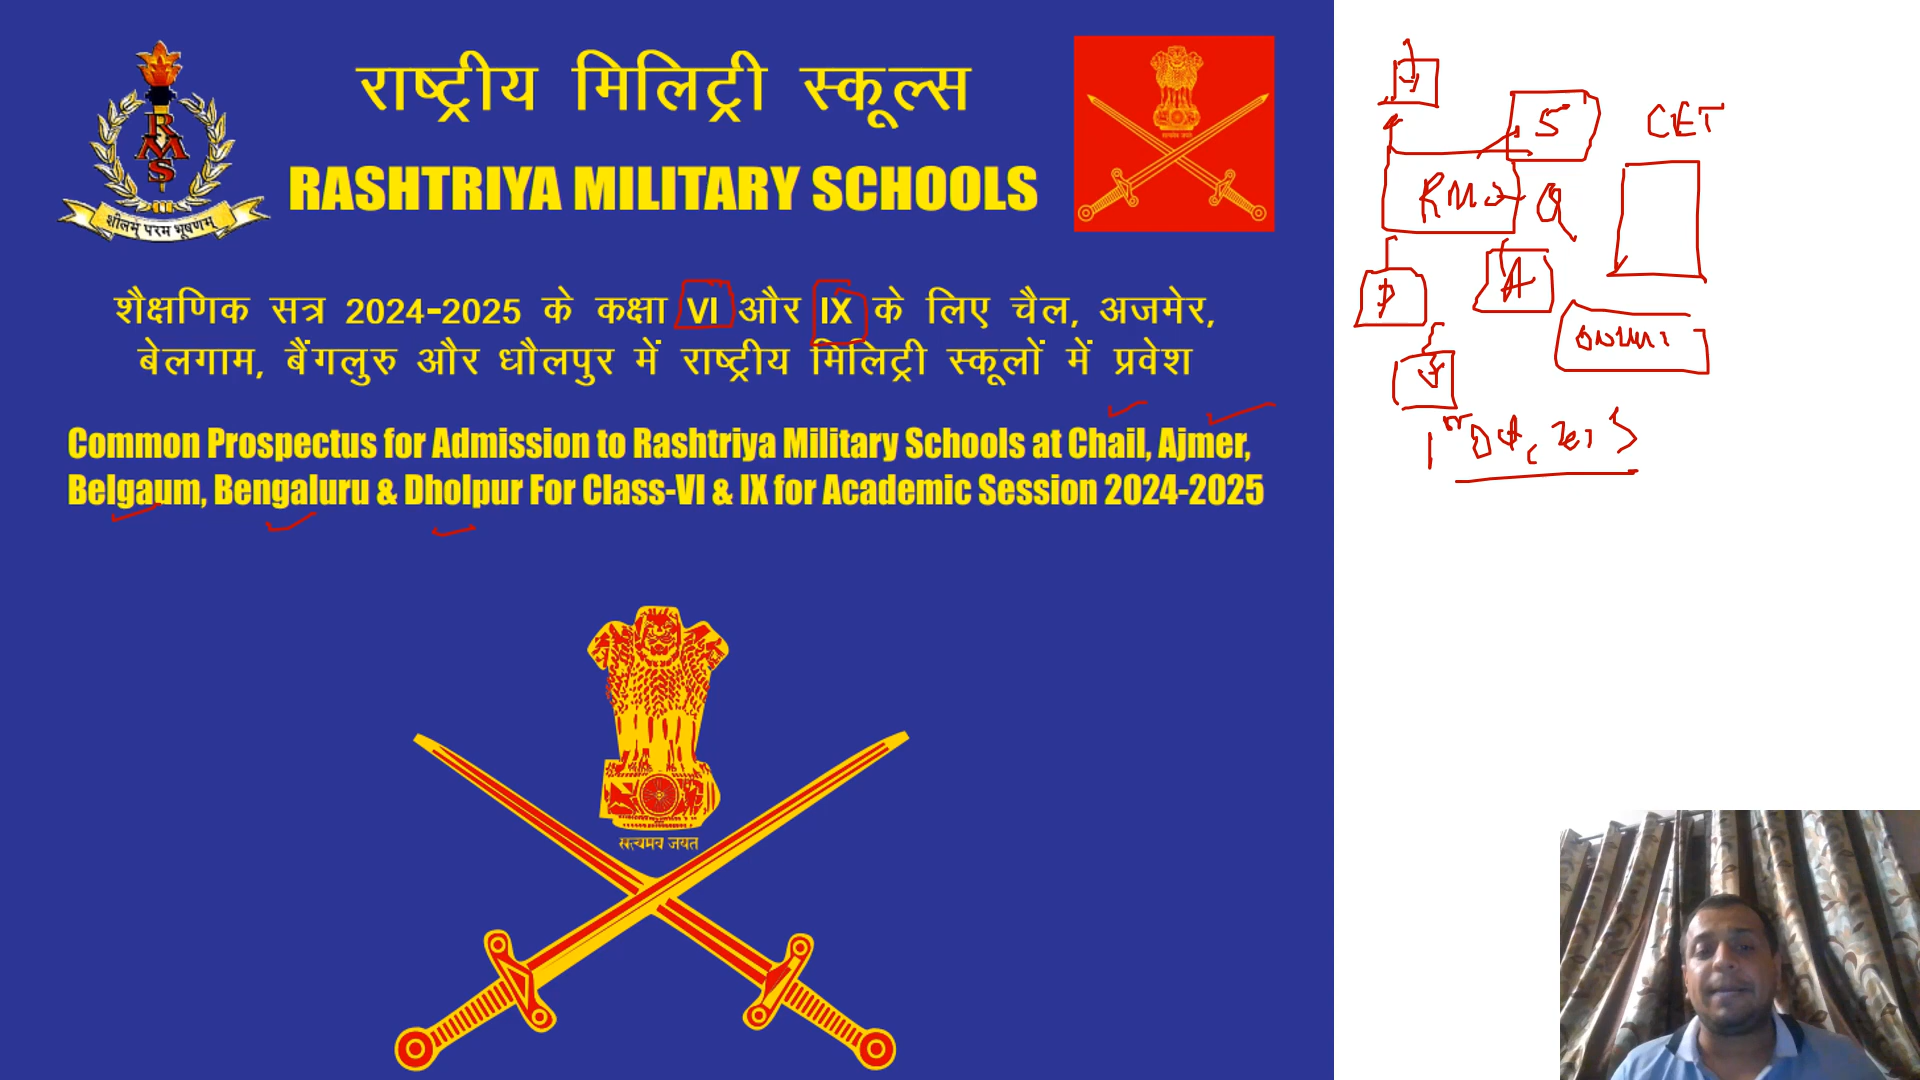 राष्ट्रीय मिलिट्री स्कूल्स
RASHTRIYA MILITARY SCHOOLS
RMS
शीलम् परम भूषणम्
शैक्षणिक सत्र 2024-2025 के कक्षा VI और IX के लिए चैल, अजमेर,
बेलगाम, बैंगलुरु और धौलपुर में राष्ट्रीय मिलिट्री स्कूलों में प्रवेश
Common Prospectus for Admission to Rashtriya Military Schools at Chail, Ajmer,
Belgaum, Bengaluru & Dholpur For Class-VI & IX for Academic Session 2024-2025
सत्यमेव जयते
5
CET
A